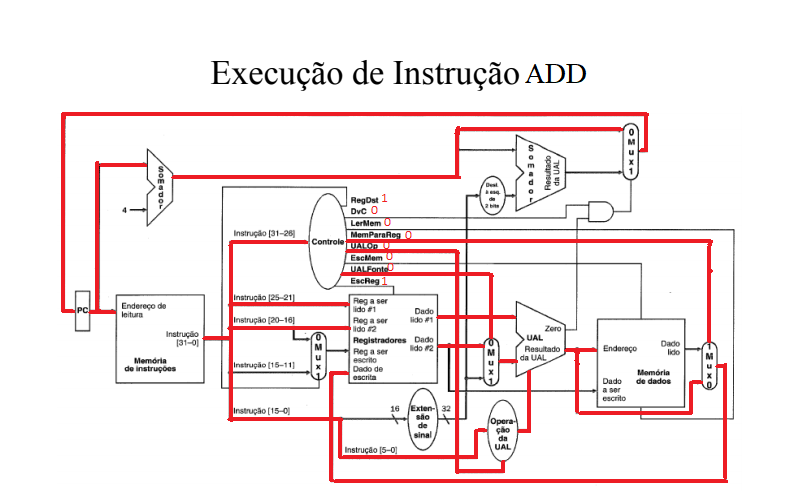 Execução de Instrução ADD
0
M
u
x
1
Somador
Somador
Resultado
da UAL
4
Desl.
à esq.
de
2 bits
RegDst 1
DvC 0
LerMem 0
MemParaReg 0
UALOp 0
EscMem 0
UALFonte 0
EscReg 1
Controle
Instrução [31–26]
PC
Endereço de
leitura
Instrução
[31–0]
Memória
de instruções
Instrução [25–21]
Instrução [20–16]
Instrução [15–11]
Instrução [15–0]
Instrução [5–0]
0
M
u
x
1
Reg a ser
lido #1
Reg a ser
lido #2
Registradores
Reg a ser
escrito
Dado de
escrita
Dado
lido #1
Dado
lido #2
0
M
u
x
1
UAL
Zero
Resultado
da UAL
Endereço
Dado
lido
Memória
de dados
Dado
a ser
escrito
1
M
u
x
0
16
Exten-
são de
sinal
32
Opera-
ção da
UAL